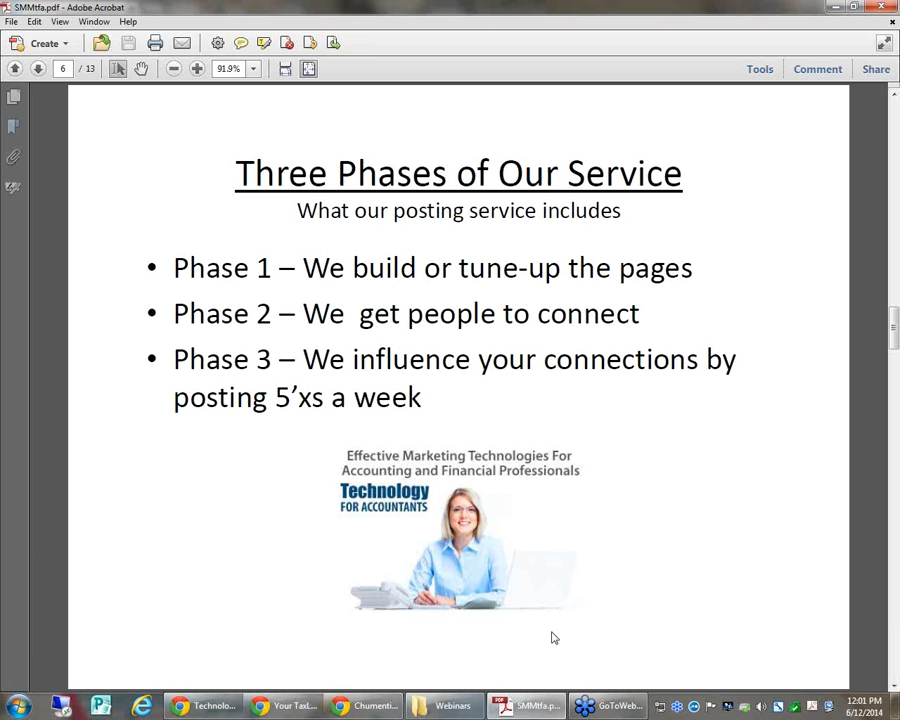 SMMtfa.pdf - Adobe Acrobat
File Edit View Window Help
Create
6 / 13 91.9% Tools Comment Share
Three Phases of Our Service
What our posting service includes
• Phase 1 – We build or tune-up the pages
• Phase 2 – We get people to connect
• Phase 3 – We influence your connections by
posting 5’xs a week
Effective Marketing Technologies For
Accounting and Financial Professionals
Technology
FOR ACCOUNTANTS
Technolo... Your TaxL... Chumenti... Webinars SMMtfa.p... GoToWeb...
12:01 PM
6/12/2014